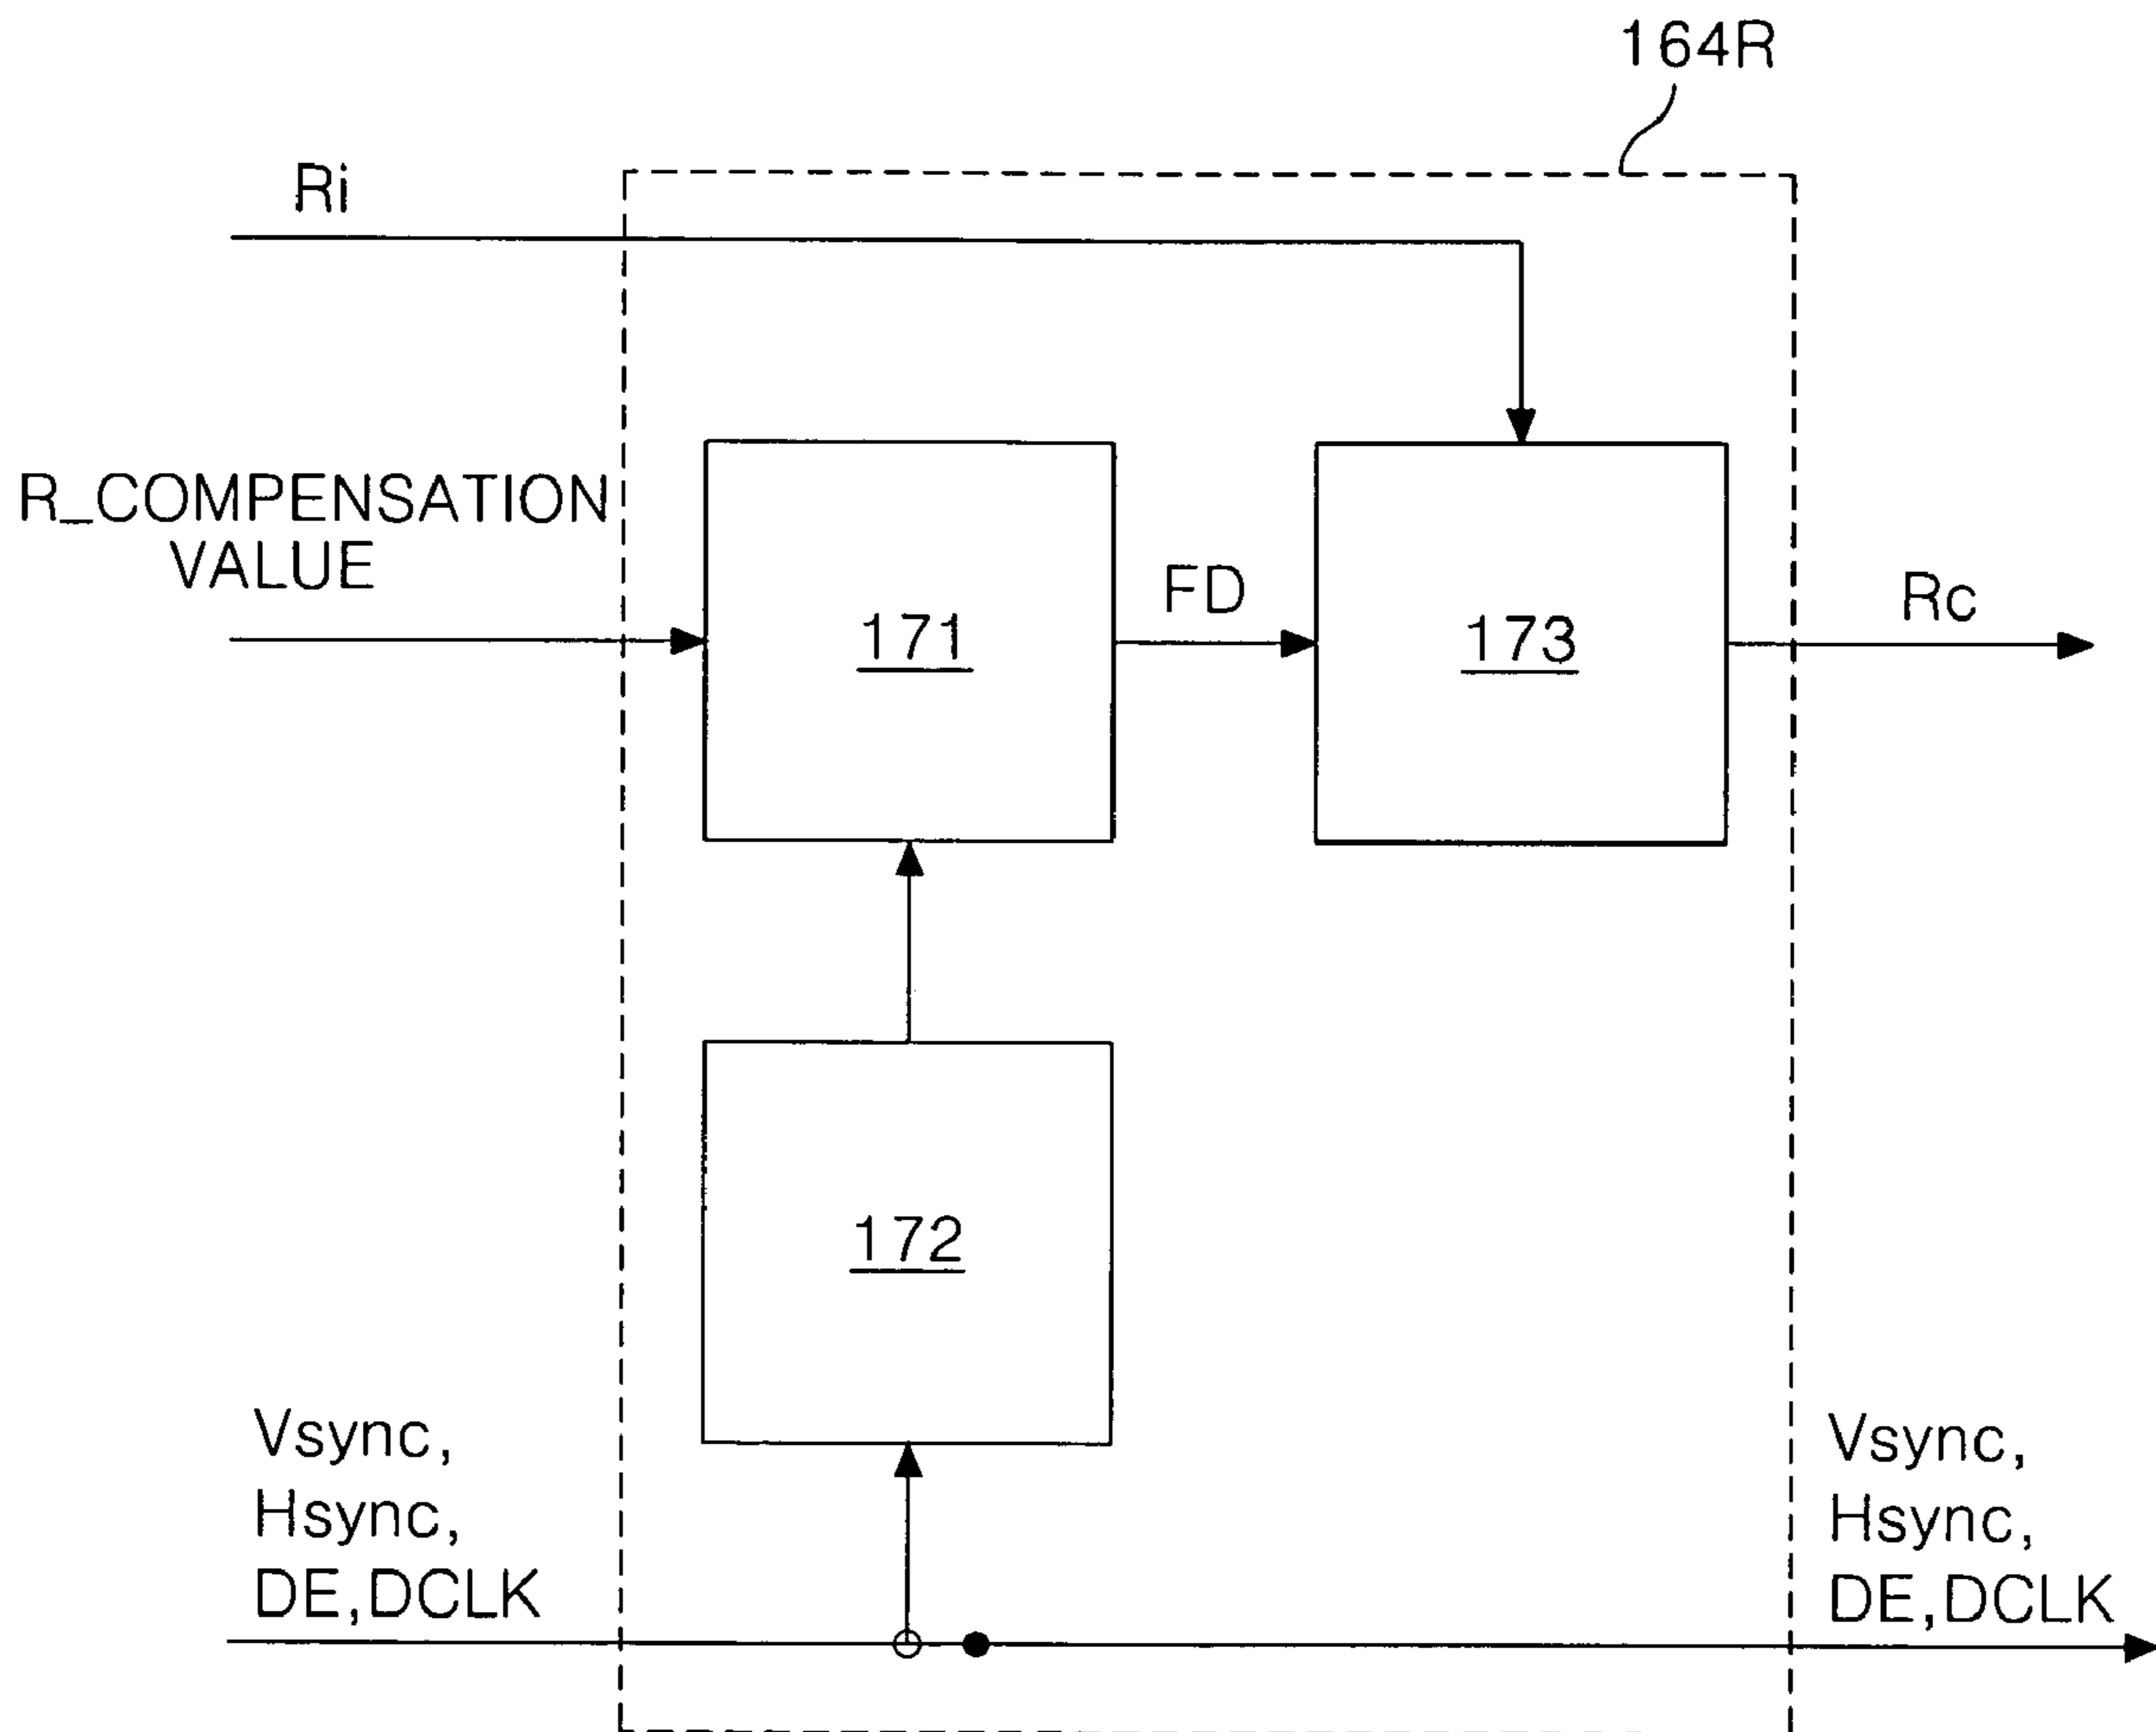 164R
Ri
R_COMPENSATION
VALUE
171
FD
173
Rc
172
Vsync,
Hsync,
DE,DCLK
Vsync,
Hsync,
DE,DCLK